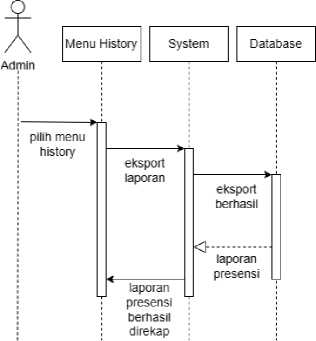 Menu History
System
Database
Admin
pilih menu
history
eksport
laporan
eksport
berhasil
laporan
presensi
laporan
presensi
berhasil
direkap